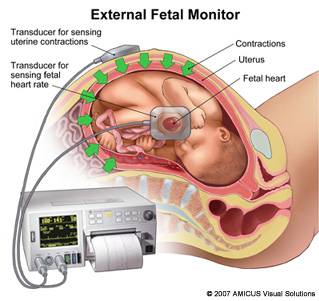 External Fetal Monitor
Transducer for sensing
uterine contractions
Transducer for
sensing fetal
heart rate
Contractions
Uterus
Fetal heart
© 2007 AMICUS Visual Solutions